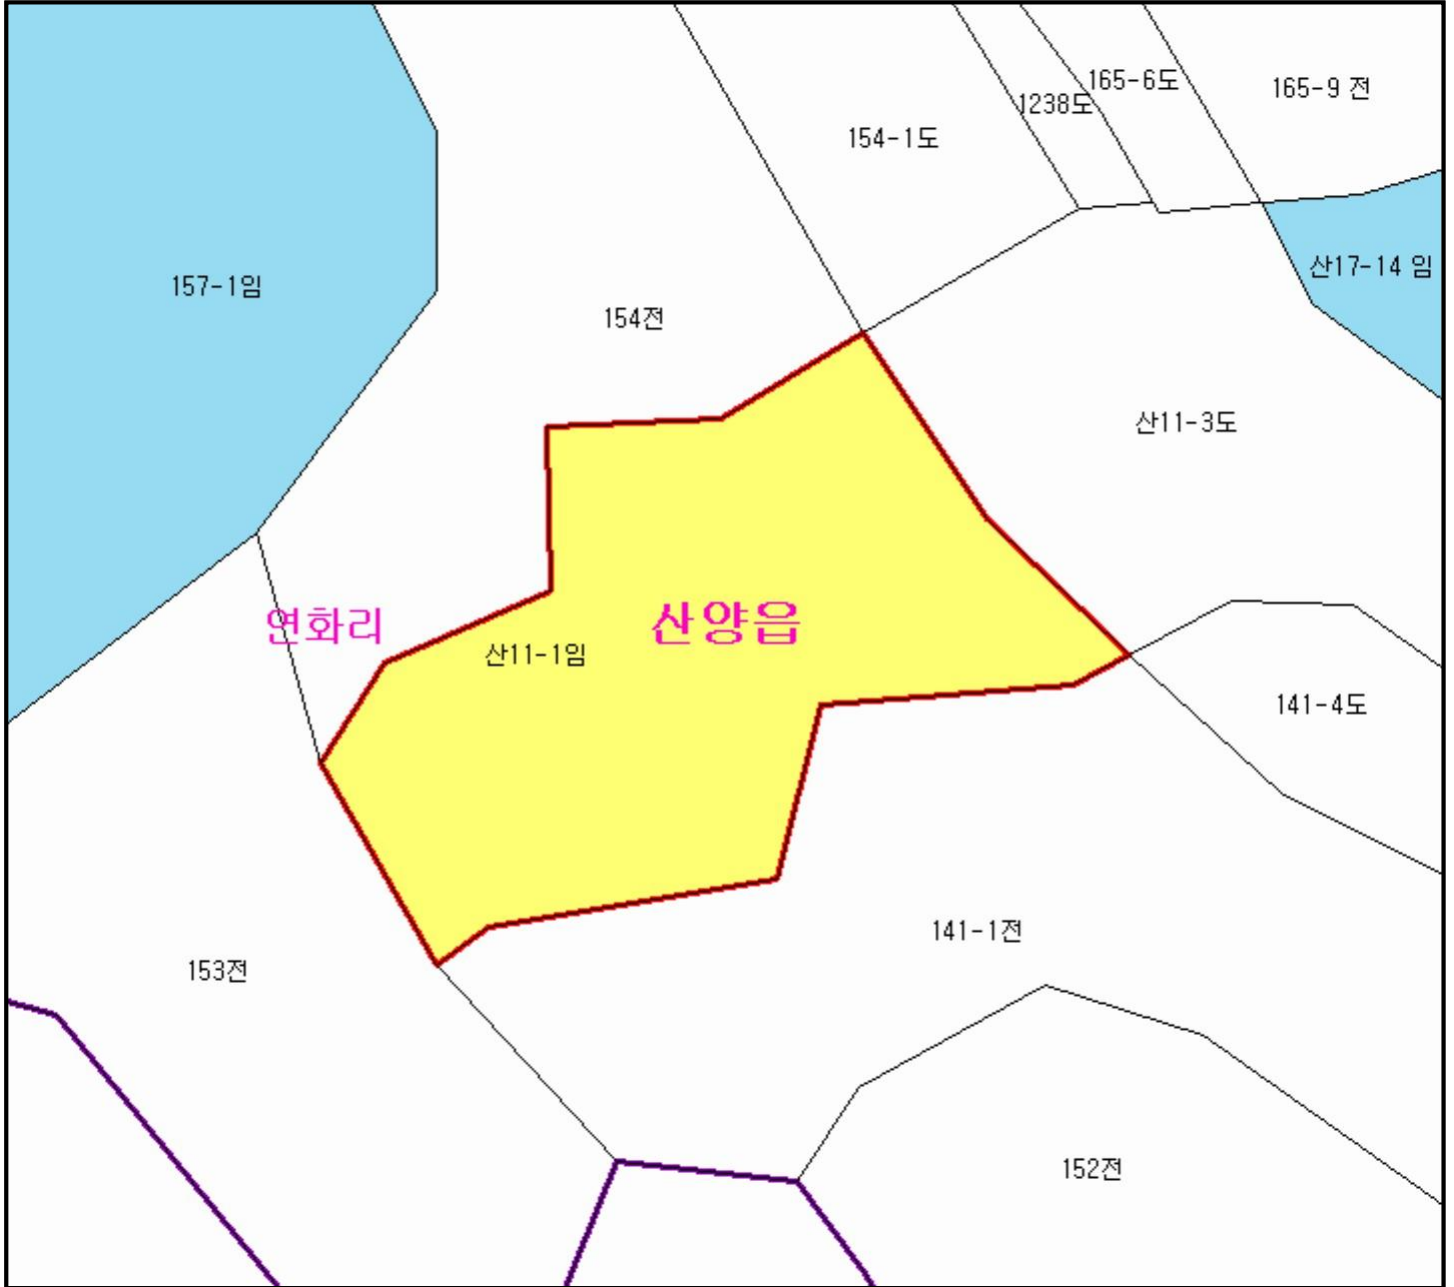 165-6도
165-9 전
1238도
154-1도
산17-14 임
157-1임
154전
산11-3도
연화리
산양읍
산11-1임
141-4도
141-1전
153전
152전